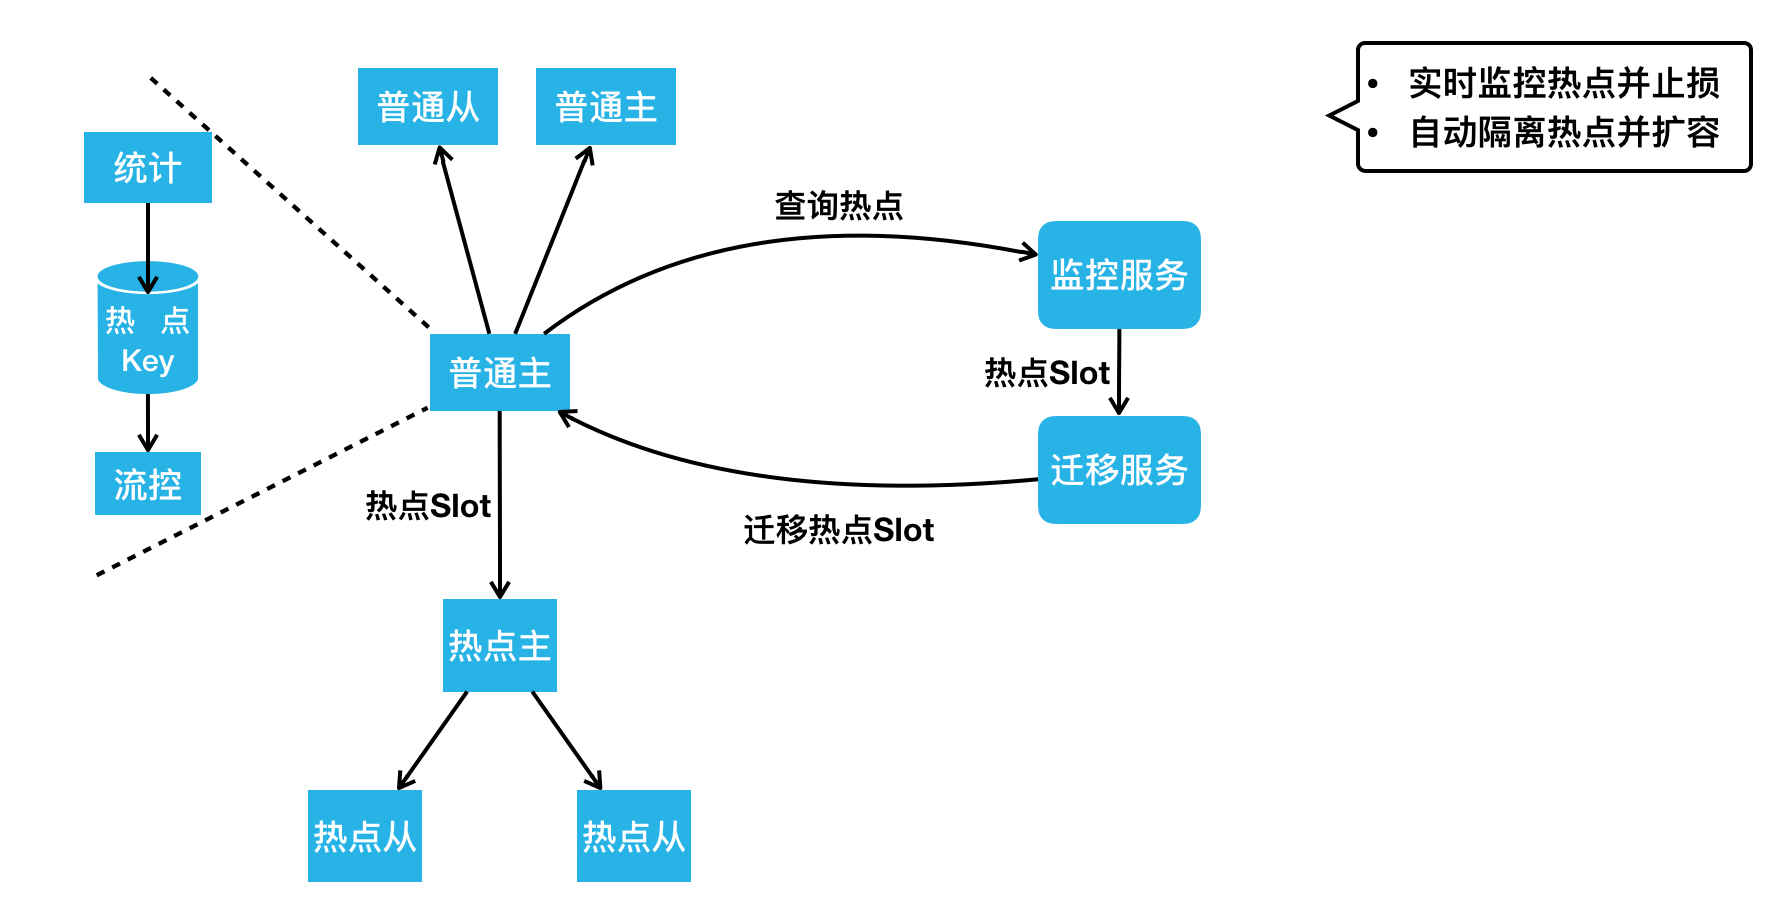 • 实时监控热点并止损
• 自动隔离热点并扩容
普通从
普通主
统计
查询热点
监控服务
热 点
Key
普通主
热点Slot
流控
热点Slot
迁移服务
迁移热点Slot
热点主
热点从
热点从